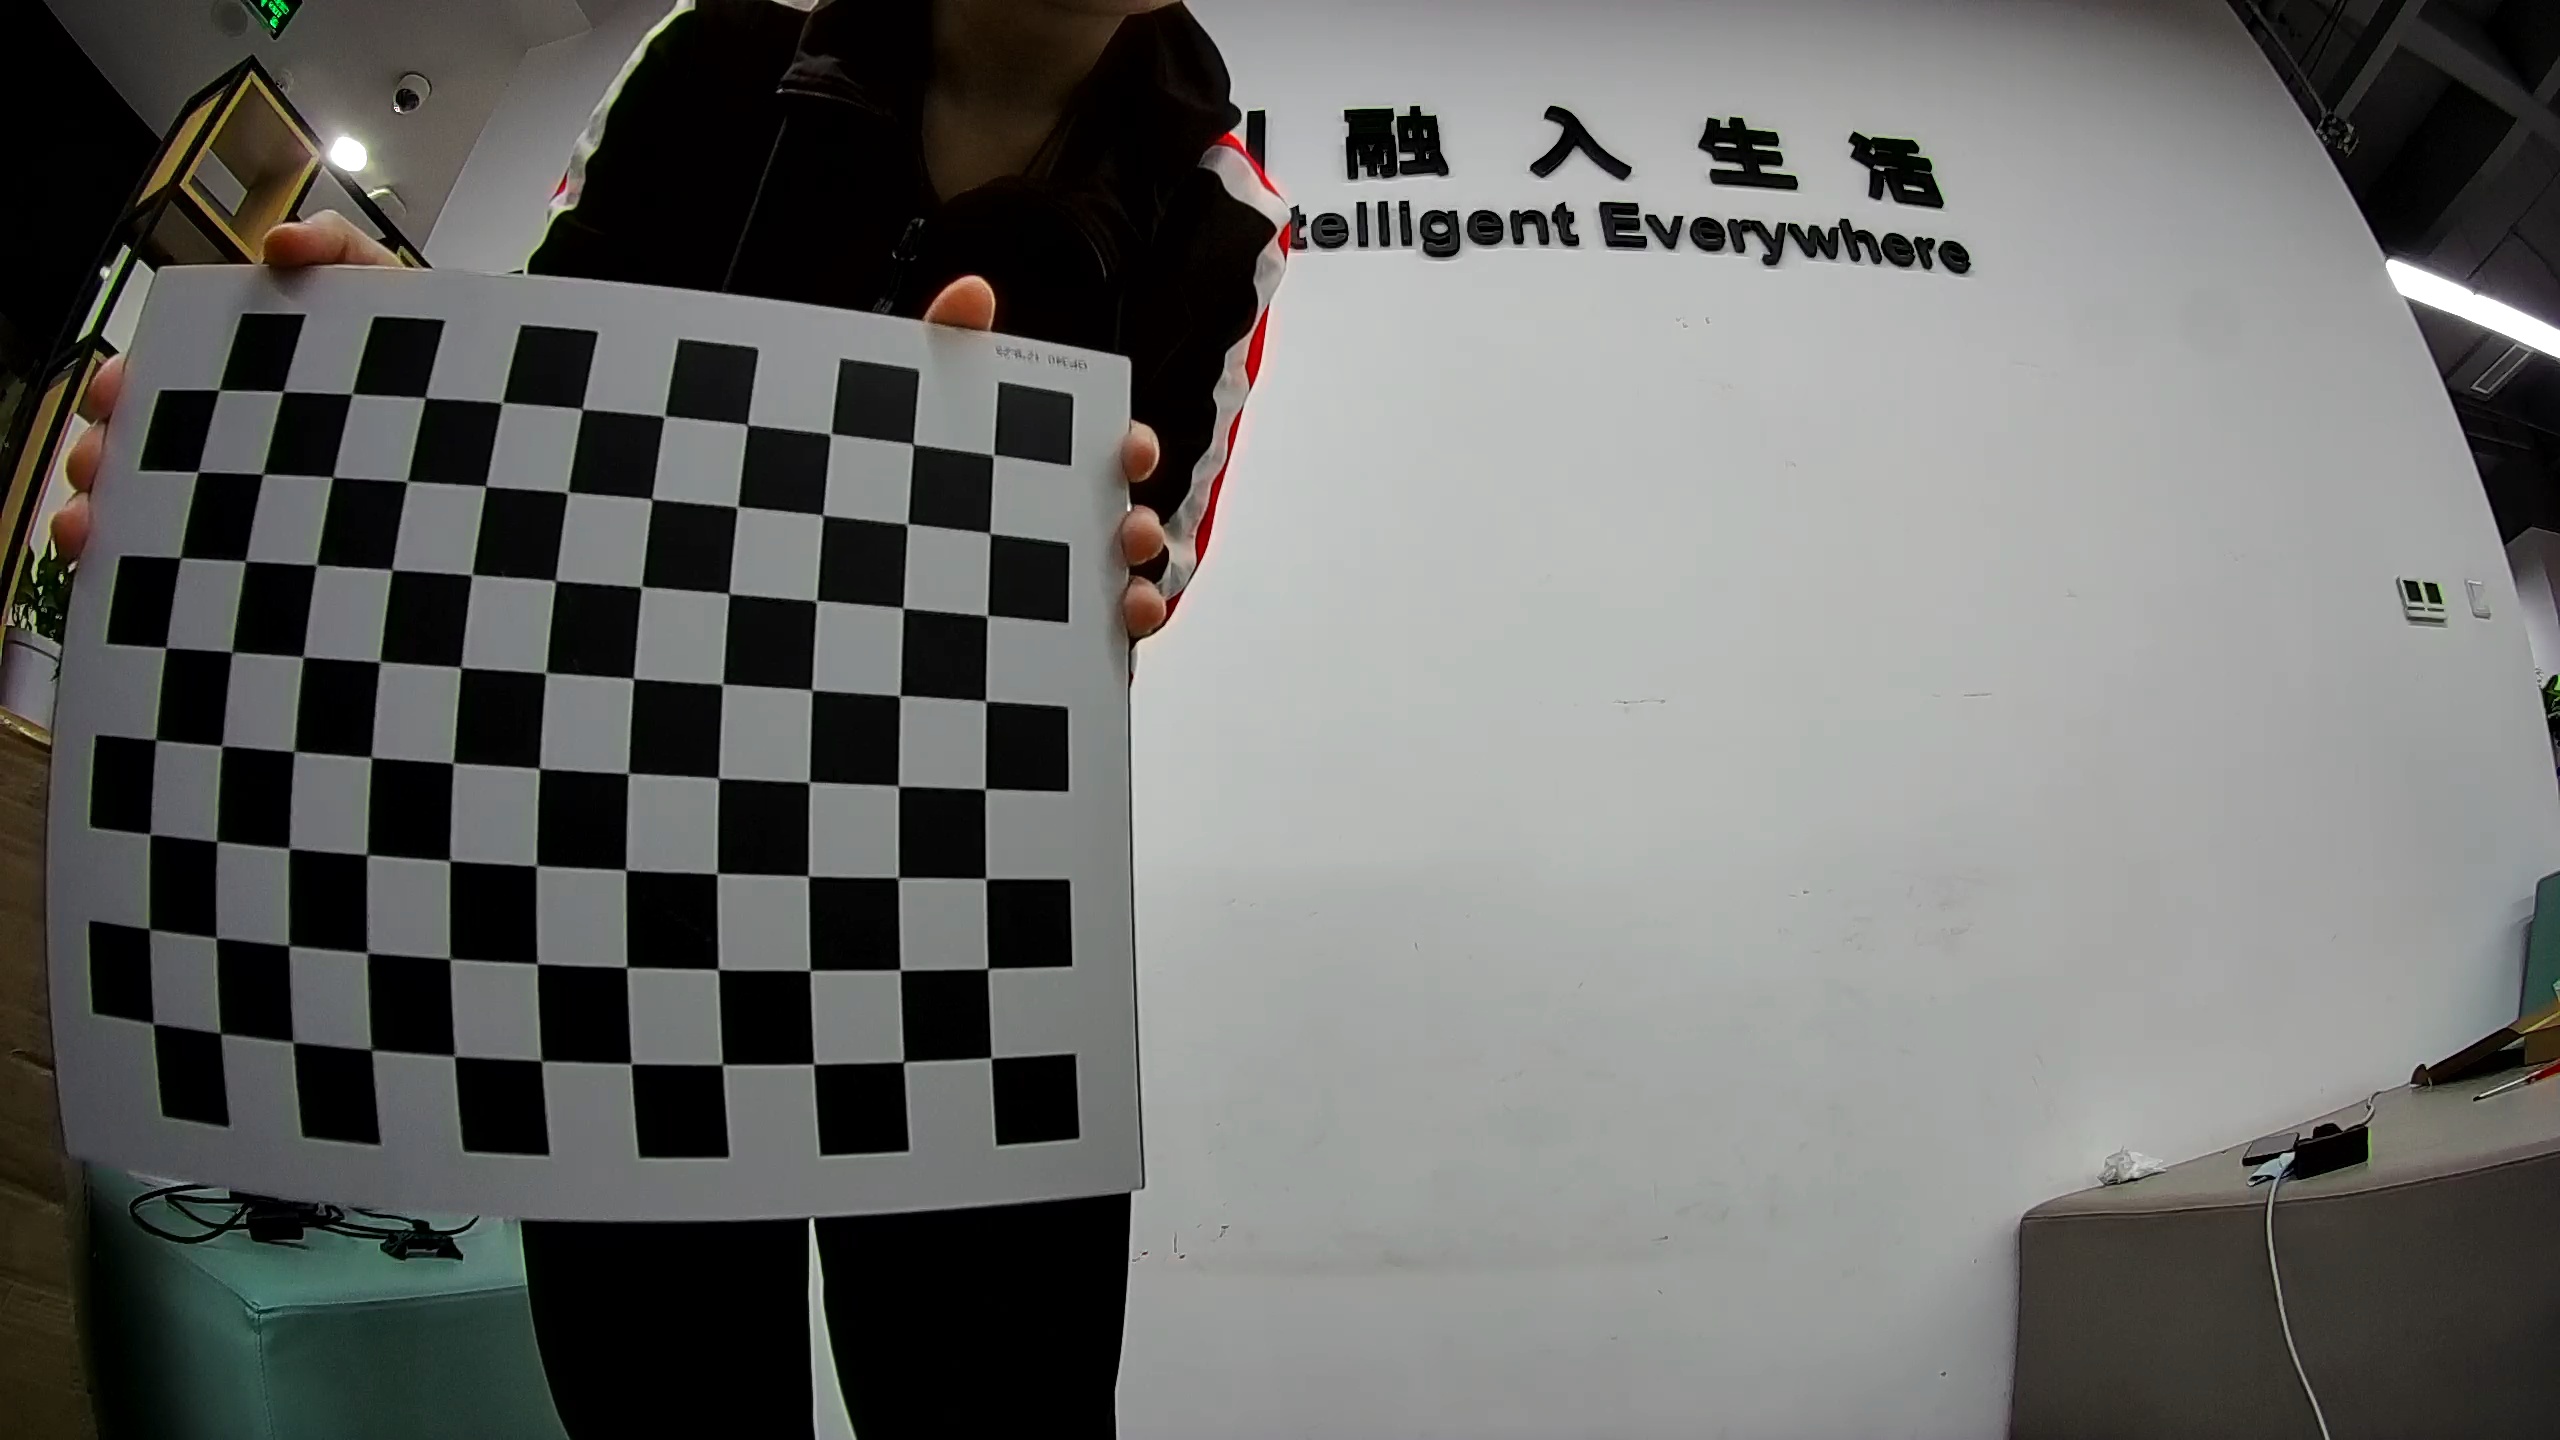 融入生活
telligent Everywhere